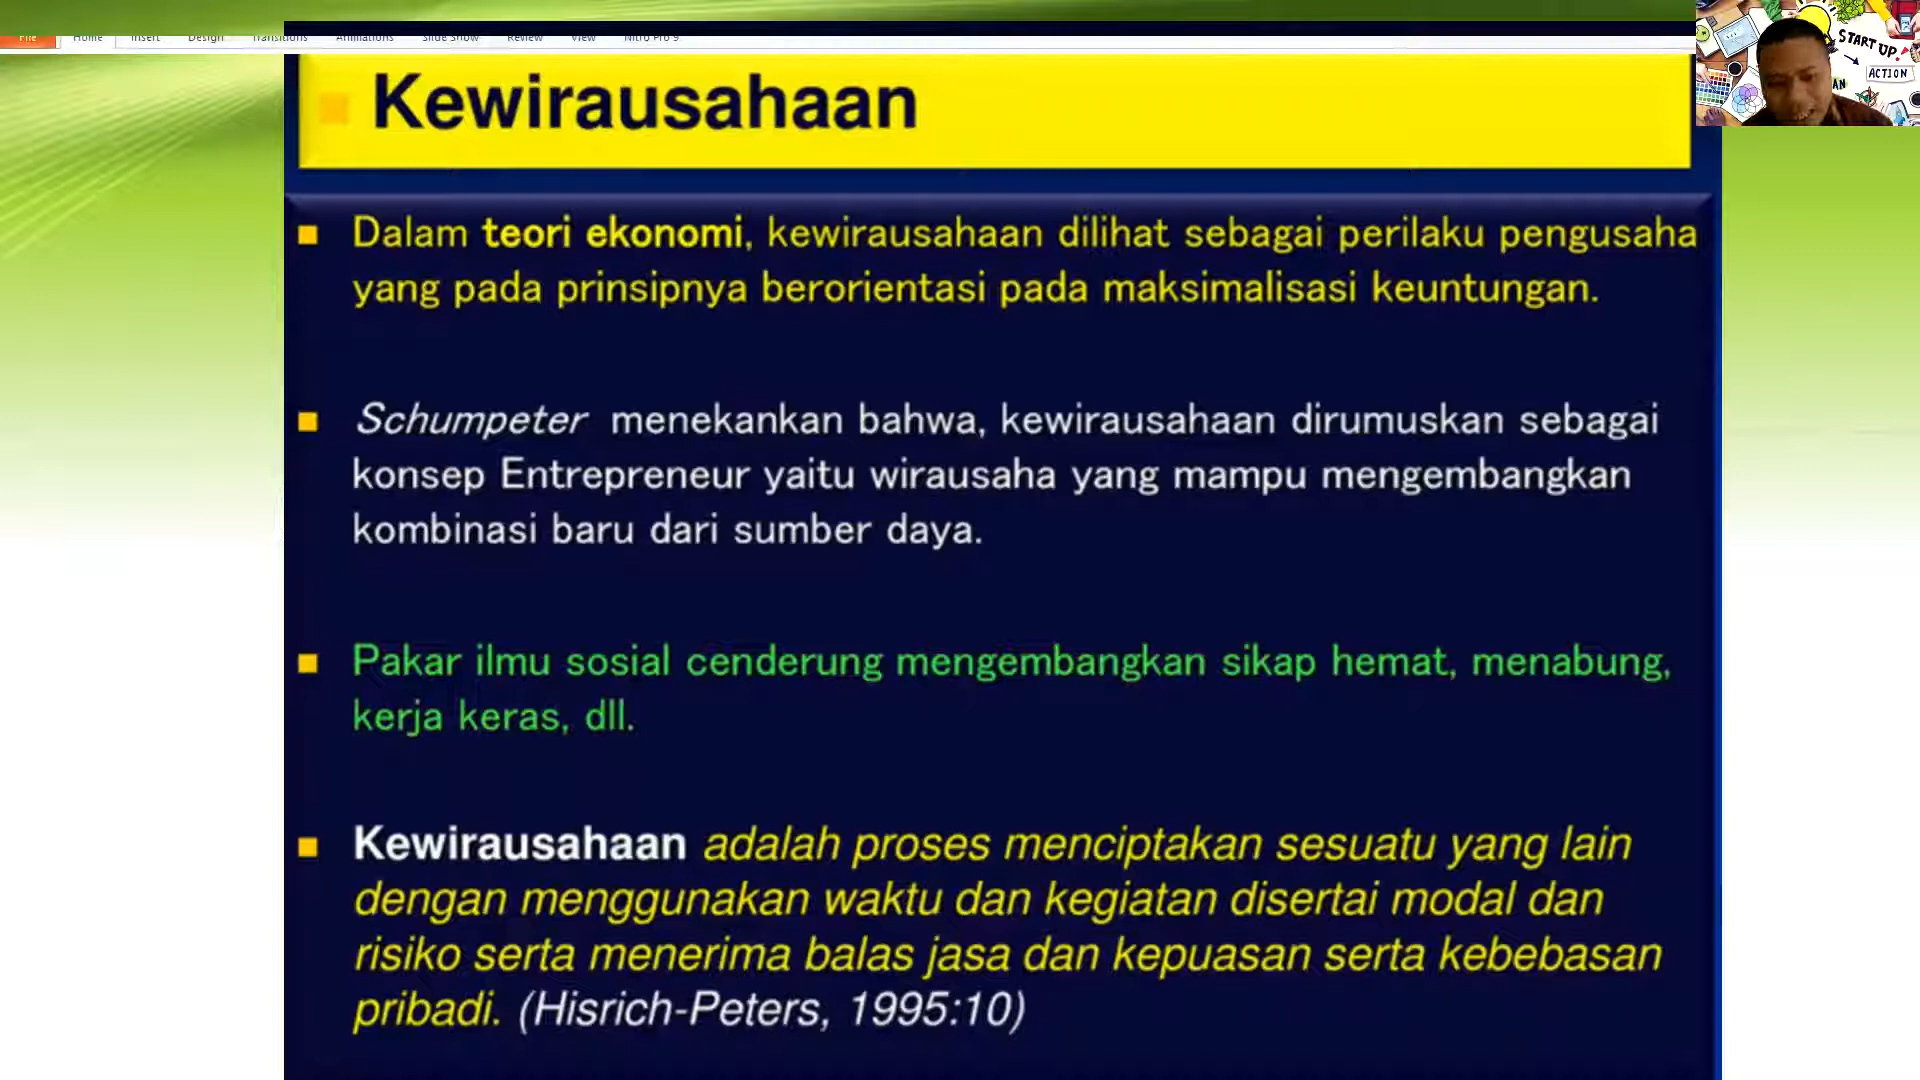 File Home Insert Design Transitions Animations Slide Show Review View Nitro Pro 9
START UP!
ACTION
Kewirausahaan
Dalam teori ekonomi, kewirausahaan dilihat sebagai perilaku pengusaha
yang pada prinsipnya berorientasi pada maksimalisasi keuntungan.
Schumpeter menekankan bahwa, kewirausahaan dirumuskan sebagai
konsep Entrepreneur yaitu wirausaha yang mampu mengembangkan
kombinasi baru dari sumber daya.
Pakar ilmu sosial cenderung mengembangkan sikap hemat, menabung,
kerja keras, dll.
Kewirausahaan adalah proses menciptakan sesuatu yang lain
dengan menggunakan waktu dan kegiatan disertai modal dan
risiko serta menerima balas jasa dan kepuasan serta kebebasan
pribadi. (Hisrich-Peters, 1995:10)